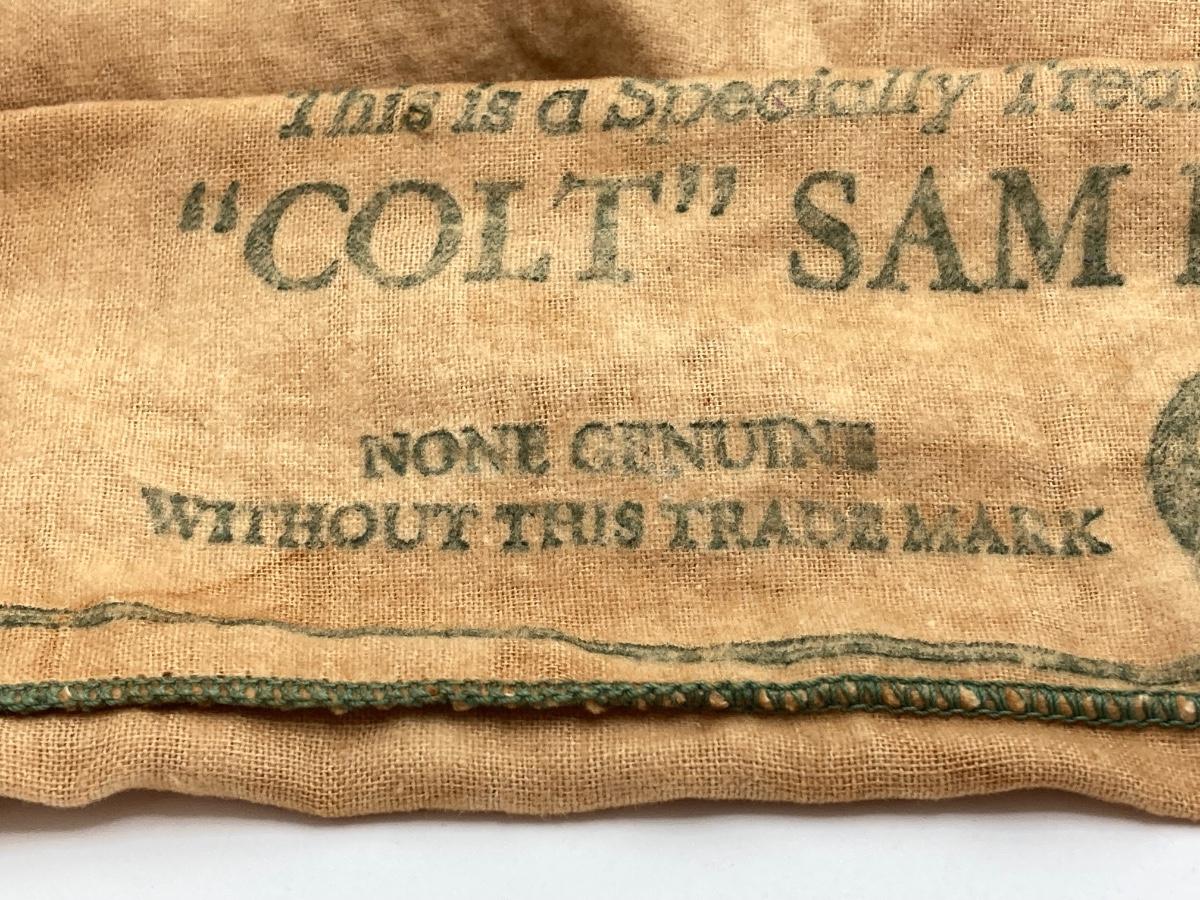 This is a Specially
"COLT" SAM
NONE GENUINE
WITHOUT THIS TRADE MARK